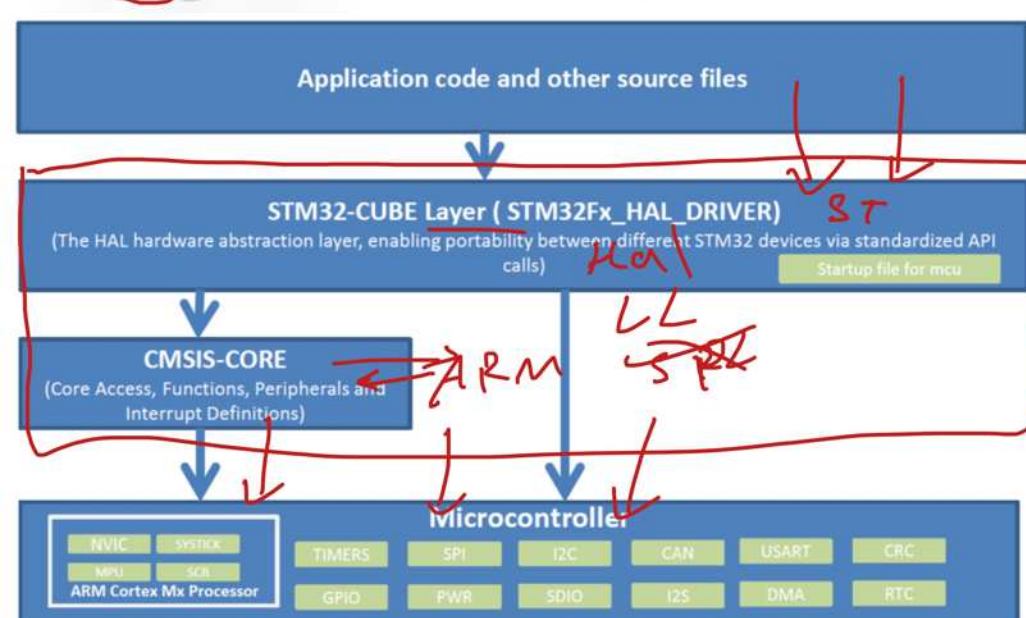 Application code and other source files
STM32-CUBE Layer ( STM32Fx_HAL_DRIVER)
ST
(The HAL hardware abstraction layer, enabling portability between different STM32 devices via standardized API
calls)
Hal
Startup file for mcu
LL
CMSIS-CORE
ARM
(Core Access, Functions, Peripherals and
Interrupt Definitions)
Microcontroller
NVIC SYSTICK
MPU SCB
ARM Cortex Mx Processor
TIMERS SPI I2C CAN USART CRC
GPIO PWR SDIO I2S DMA RTC